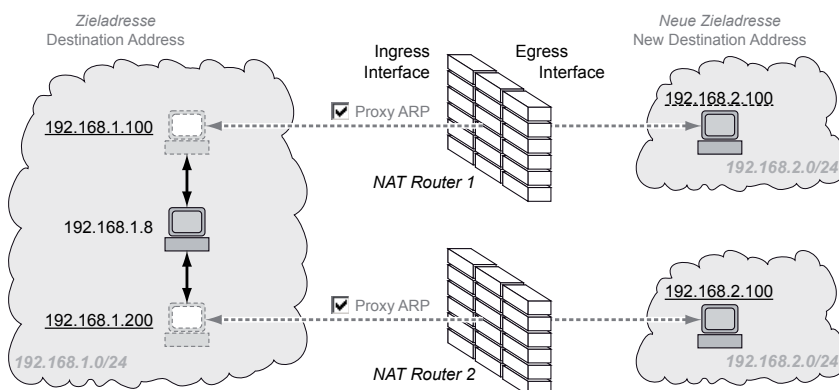 Zieladresse
Destination Address
Neue Zieladresse
New Destination Address
Ingress
Interface
Egress
Interface
192.168.1.100
Proxy ARP
192.168.2.100
192.168.2.0/24
NAT Router 1
192.168.1.8
192.168.1.200
Proxy ARP
192.168.2.100
192.168.1.0/24
192.168.2.0/24
NAT Router 2